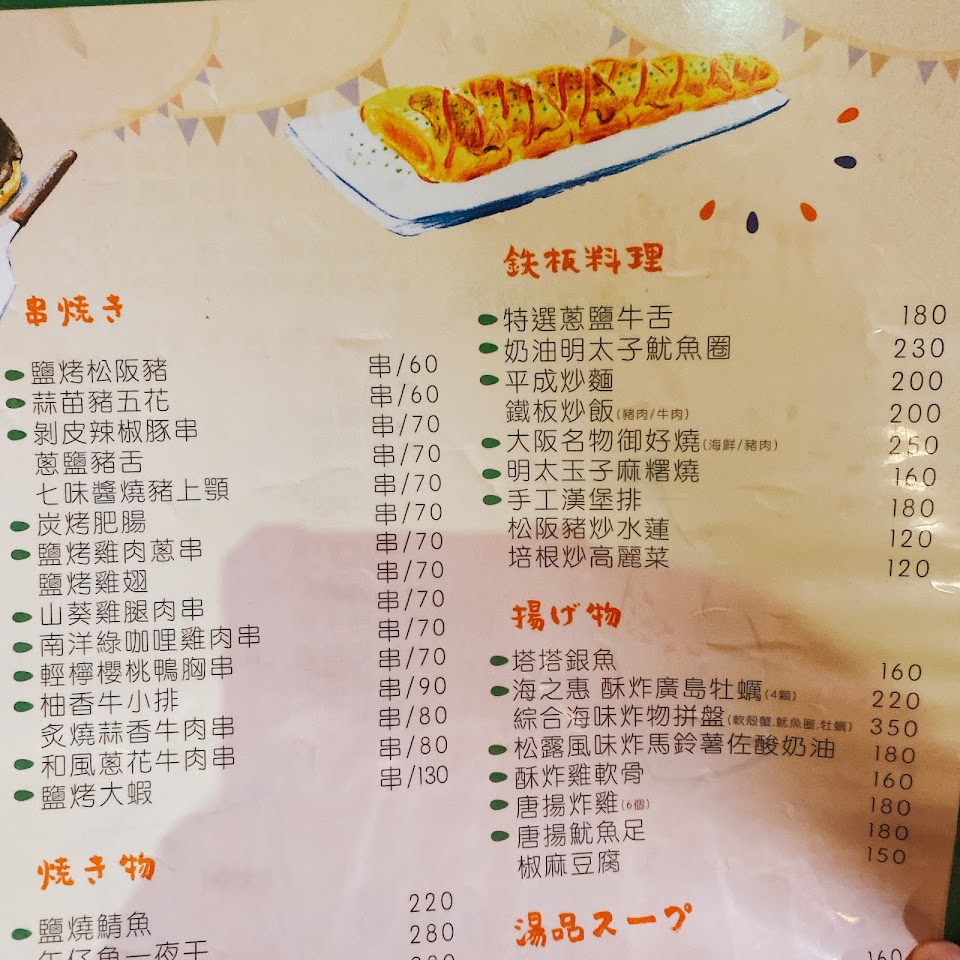 串焼き
鹽烤松阪豬 串/60
蒜苗豬五花 串/60
剝皮辣椒豚串 串/70
蔥鹽豬舌 串/70
七味醬燒豬上顎 串/70
炭烤肥腸 串/70
鹽烤雞肉蔥串 串/70
鹽烤雞翅 串/70
山葵雞腿肉串 串/70
南洋綠咖哩雞肉串 串/70
輕檸櫻桃鴨胸串 串/70
柚香牛小排 串/90
炙燒蒜香牛肉串 串/80
和風蔥花牛肉串 串/80
鹽烤大蝦 串/130
焼き物
鹽燒鯖魚 220
午仔魚一夜干 280
鉄板料理
特選蔥鹽牛舌 180
奶油明太子魷魚圈 230
平成炒麵 200
鐵板炒飯(豬肉/牛肉) 200
大阪名物御好燒(海鮮/豬肉) 250
明太玉子麻糬燒 160
手工漢堡排 180
松阪豬炒水蓮 120
培根炒高麗菜 120
揚げ物
塔塔銀魚 160
海之惠 酥炸廣島牡蠣(4顆) 220
綜合海味炸物拼盤(軟殼蟹.魷魚圈.牡蠣) 350
松露風味炸馬鈴薯佐酸奶油 180
酥炸雞軟骨 160
唐揚炸雞(6個) 180
唐揚魷魚足 180
椒麻豆腐 150
湯品スープ
160